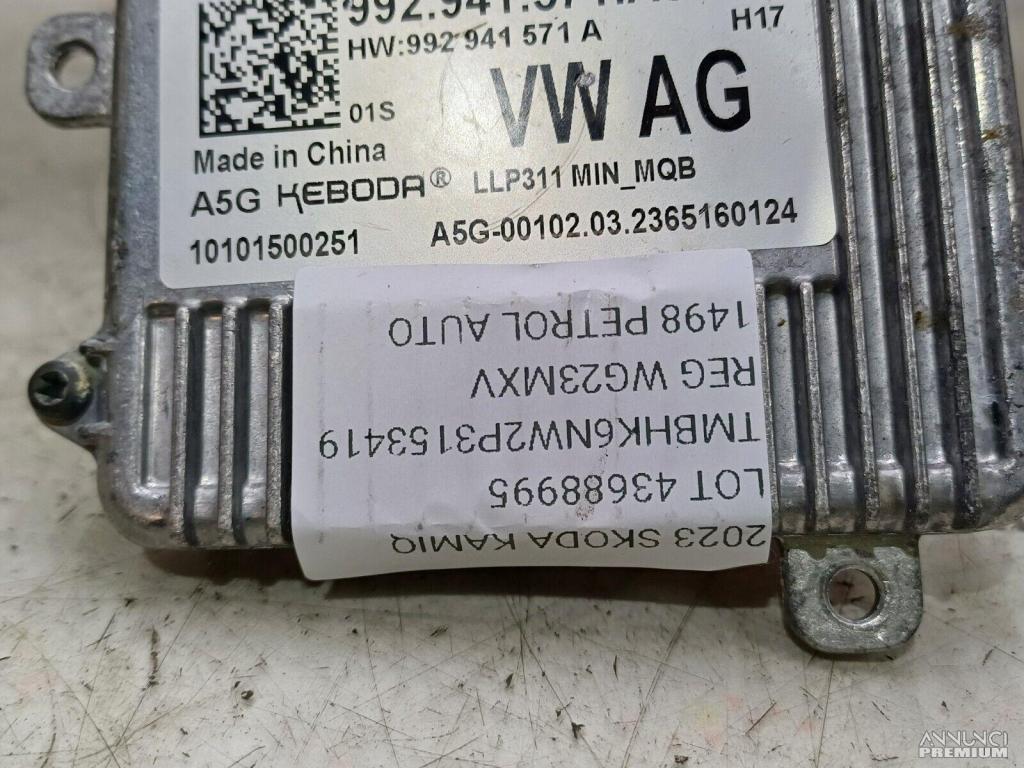 HW:992 941 571 A
H17
01S
VW AG
Made in China
A5G KEBODA® LLP311 MIN_MQB
10101500251
A5G-00102.03.2365160124
2023 SKODA KAMIQ
LOT 43688995
TMBHK6NW2P3153419
REG WG23MXV
1498 PETROL AUTO
ANNUNCI
PREMIUM